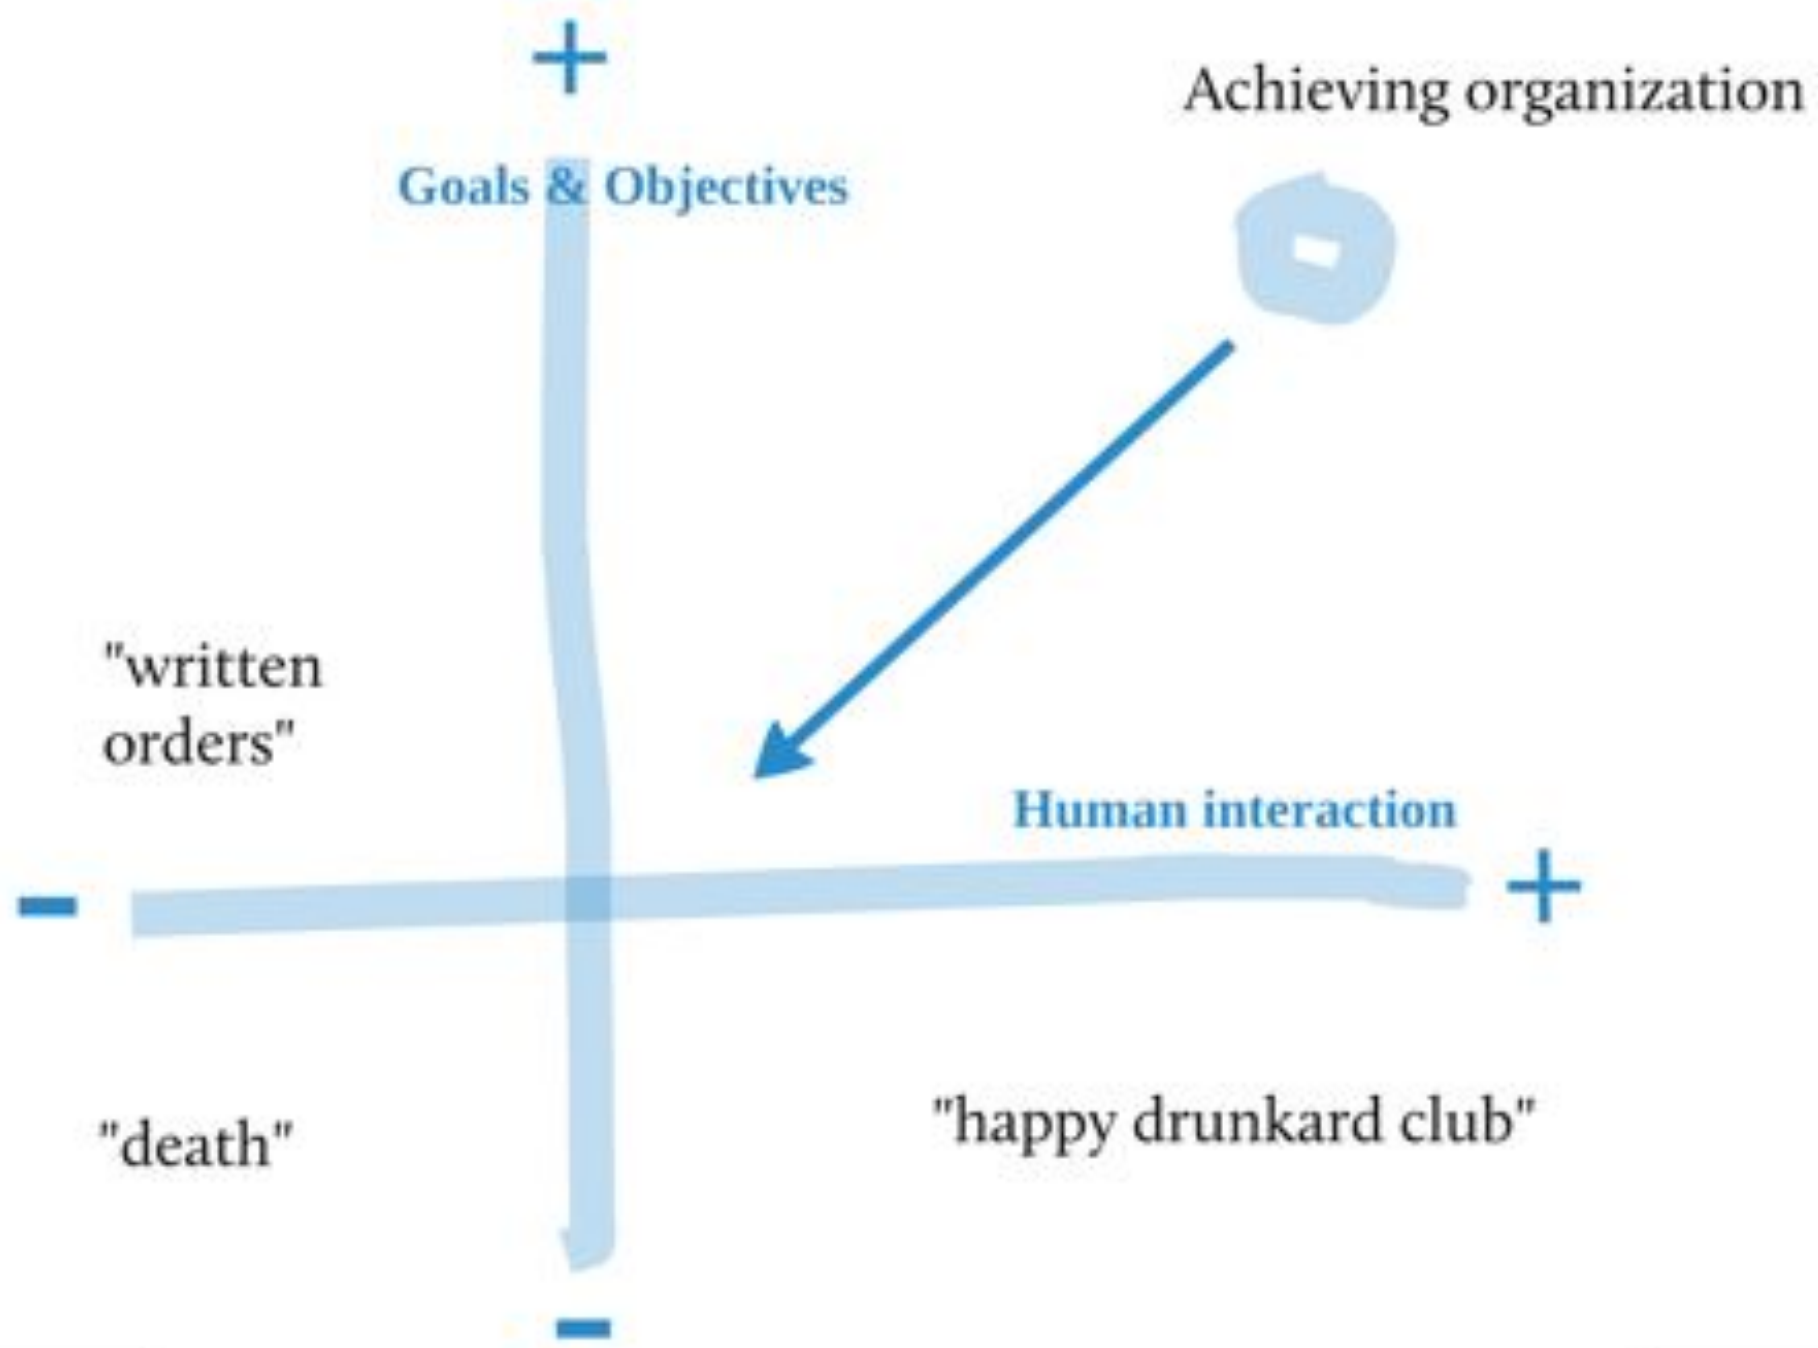 +
Achieving organization
Goals & Objectives
"written
orders"
Human interaction
- +
"death"
"happy drunkard club"
-